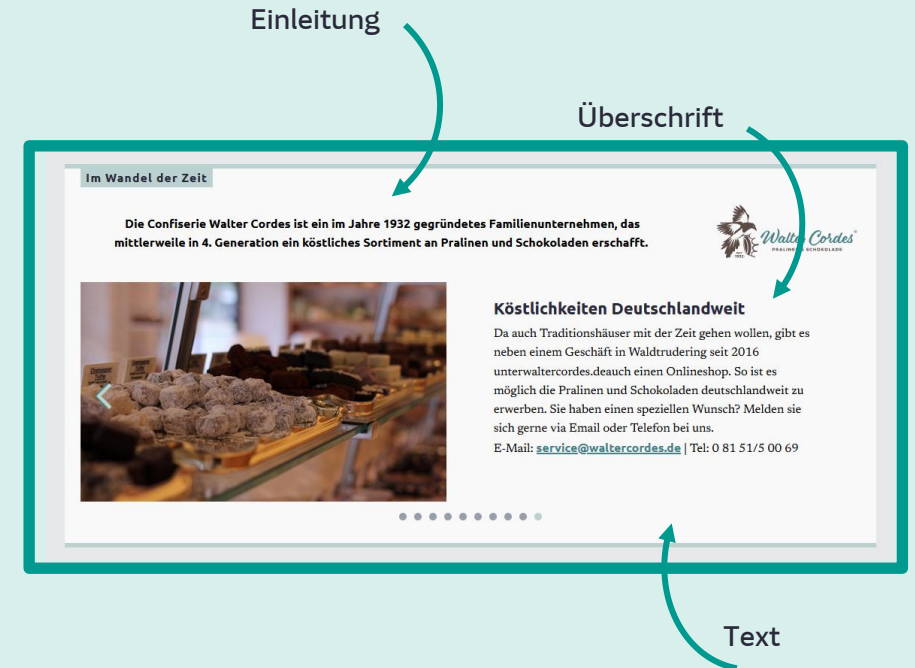 Einleitung
Überschrift
Im Wandel der Zeit
Die Confiserie Walter Cordes ist ein im Jahre 1932 gegründetes Familienunternehmen, das
mittlerweile in 4. Generation ein köstliches Sortiment an Pralinen und Schokoladen erschafft.
SEIT
1932
Walter Cordes
PRALINEN & SCHOKOLADE
Köstlichkeiten Deutschlandweit
Da auch Traditionshäuser mit der Zeit gehen wollen, gibt es
neben einem Geschäft in Waldtrudering seit 2016
unterwaltercordes.deauch einen Onlineshop. So ist es
möglich die Pralinen und Schokoladen deutschlandweit zu
erwerben. Sie haben einen speziellen Wunsch? Melden sie
sich gerne via Email oder Telefon bei uns.
E-Mail: service@waltercordes.de | Tel: 0 81 51/5 00 69
Text